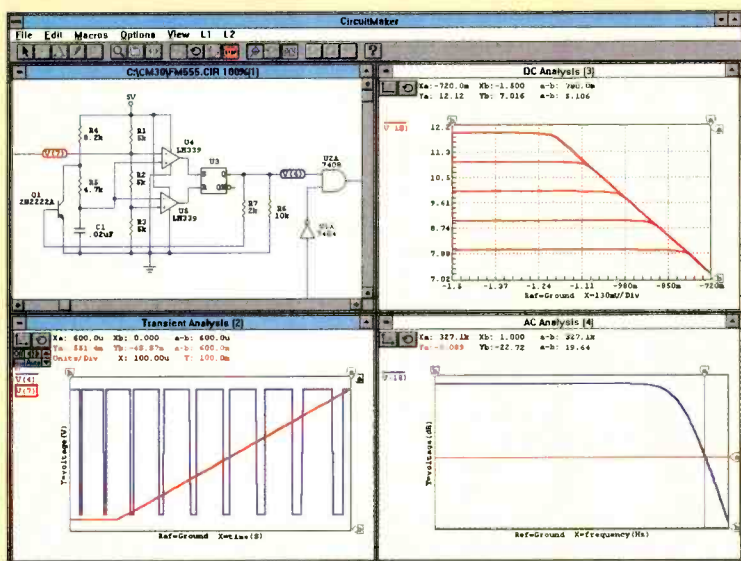 CircuitMaker
File Edit Macros Options View L1 L2
C:\CM30\FM555.CIR 100%(1)
5V
R4
8.2k
R1
5k
U4
LM339
V(7)
R5
4.7k
R2
5k
U3
S Q
R
V(4)
U2A
7408
Q1
2N2222A
U5
LM339
R7
2k
R6
10k
C1
.02uF
R3
5k
U1A
7404
DC Analysis [3]
Xa:-720.0m Xb:-1.500 a-b: 780.0m
Ya: 12.12 Yb: 7.016 a-b: 5.106
12.2
11.3
10.5
9.61
8.74
7.88
7.02
-1.5 -1.37 -1.24 -1.11 -980m -850m -720m
Ref=Ground X=130mV/Div
Transient Analysis [2]
Xa: 600.0u Xb: 0.000 a-b: 600.0u
Units/Div X: 100.00u Y: 100.0m
V(4)
V(7)
Y=voltage(V)
Ref=Ground X=time(S)
AC Analysis [4]
Xa: 327.1k Xb: 1.000 a-b: 327.1k
Yb:-22.72 a-b: 19.64
Y=voltage(dB)
Ref=Ground X=frequency(Hz)